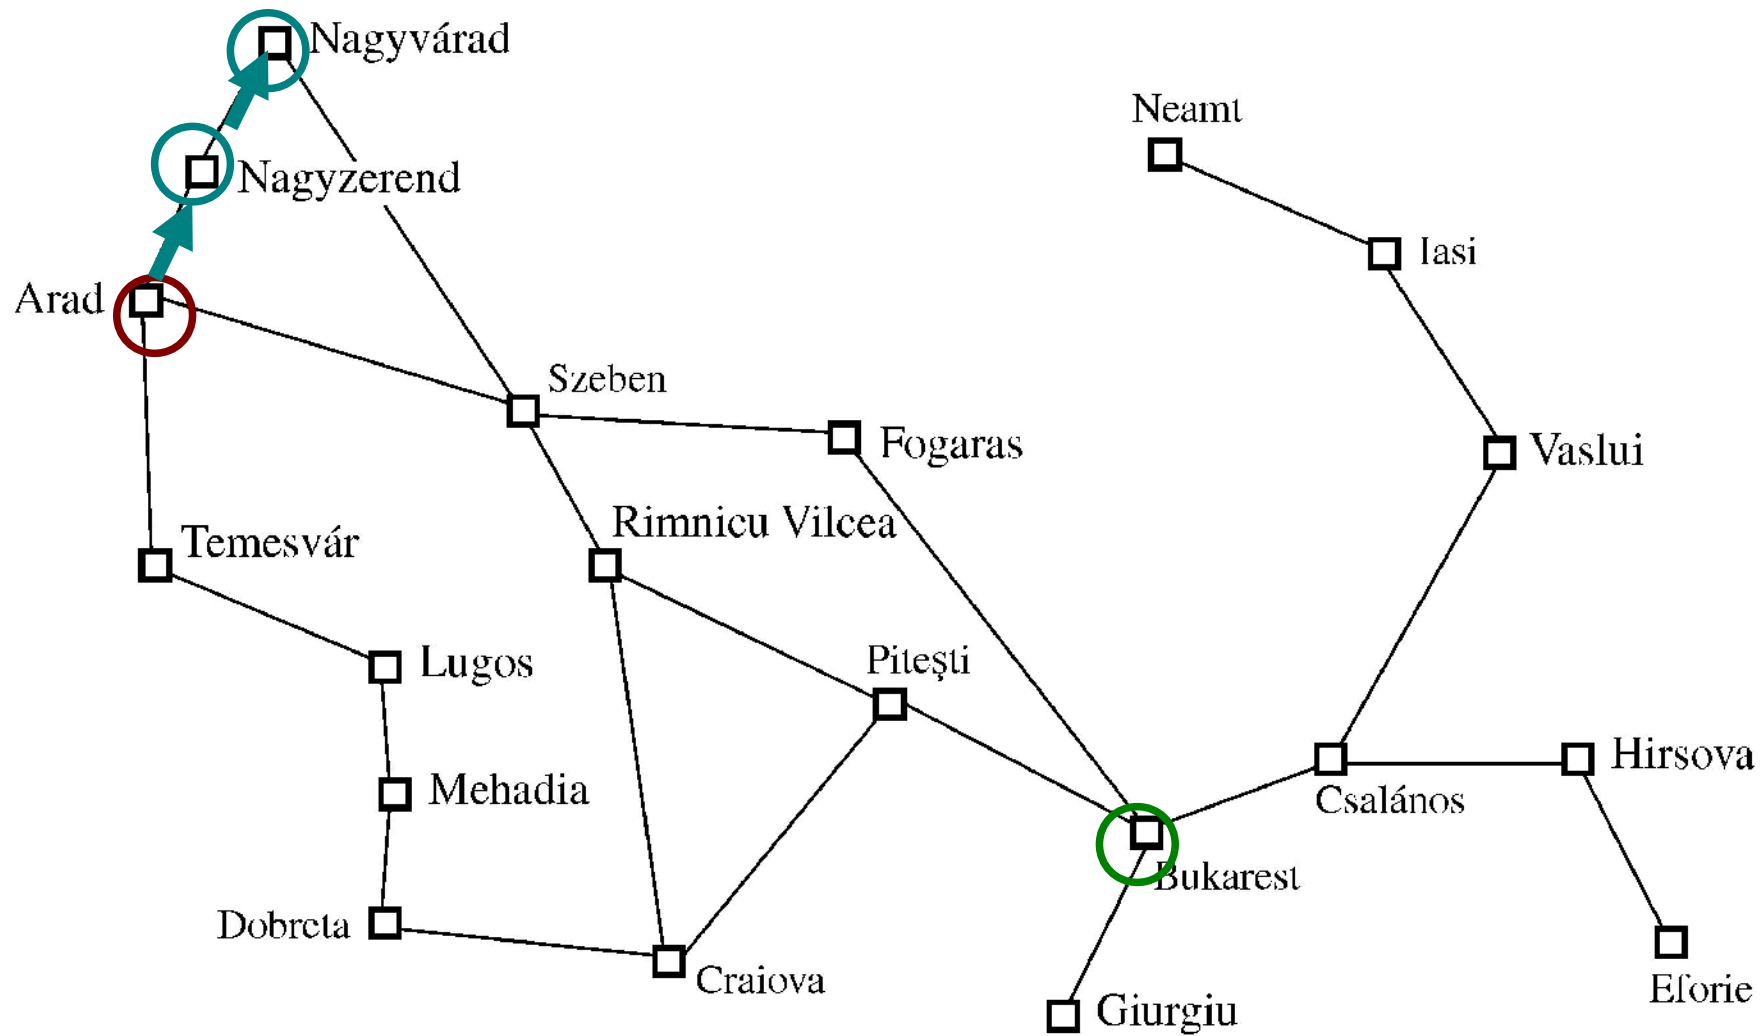 Nagyvárad
Neamt
Nagyzerend
Iasi
Arad
Szeben
Fogaras
Vaslui
Rimnicu Vilcea
Temesvár
Lugos
Piteşti
Hirsova
Mehadia
Csalános
Bukarest
Dobreta
Craiova
Eforie
Giurgiu